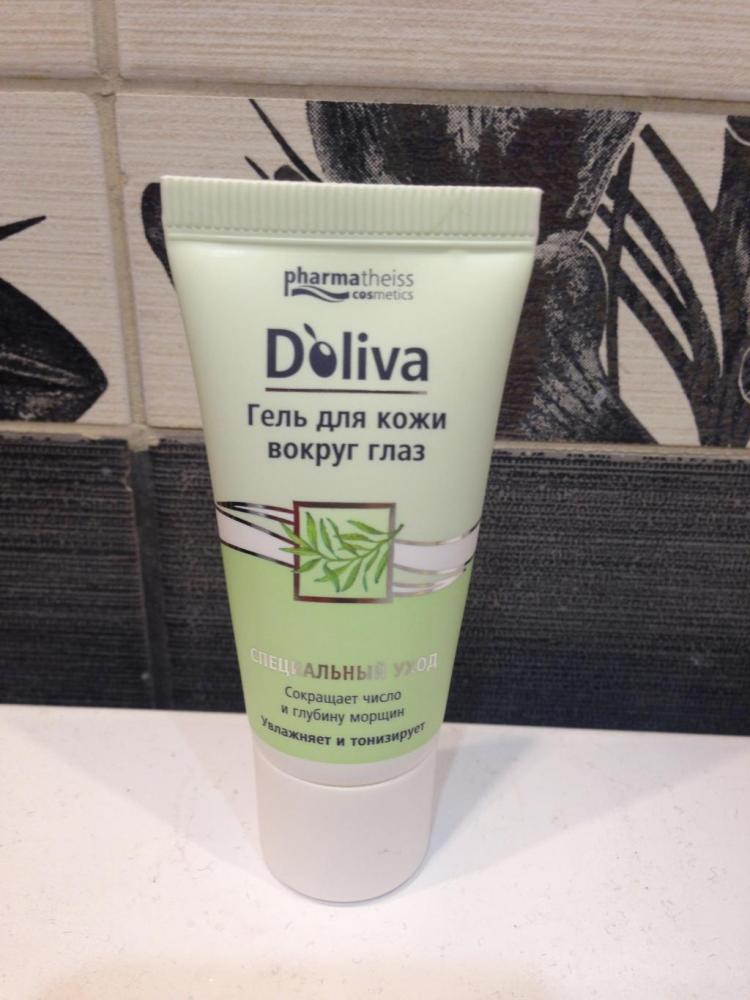 pharmatheiss
cosmetics
D'oliva
Гель для кожи
вокруг глаз
СПЕЦИАЛЬНЫЙ УХОД
Сокращает число
и глубину морщин
Увлажняет и тонизирует